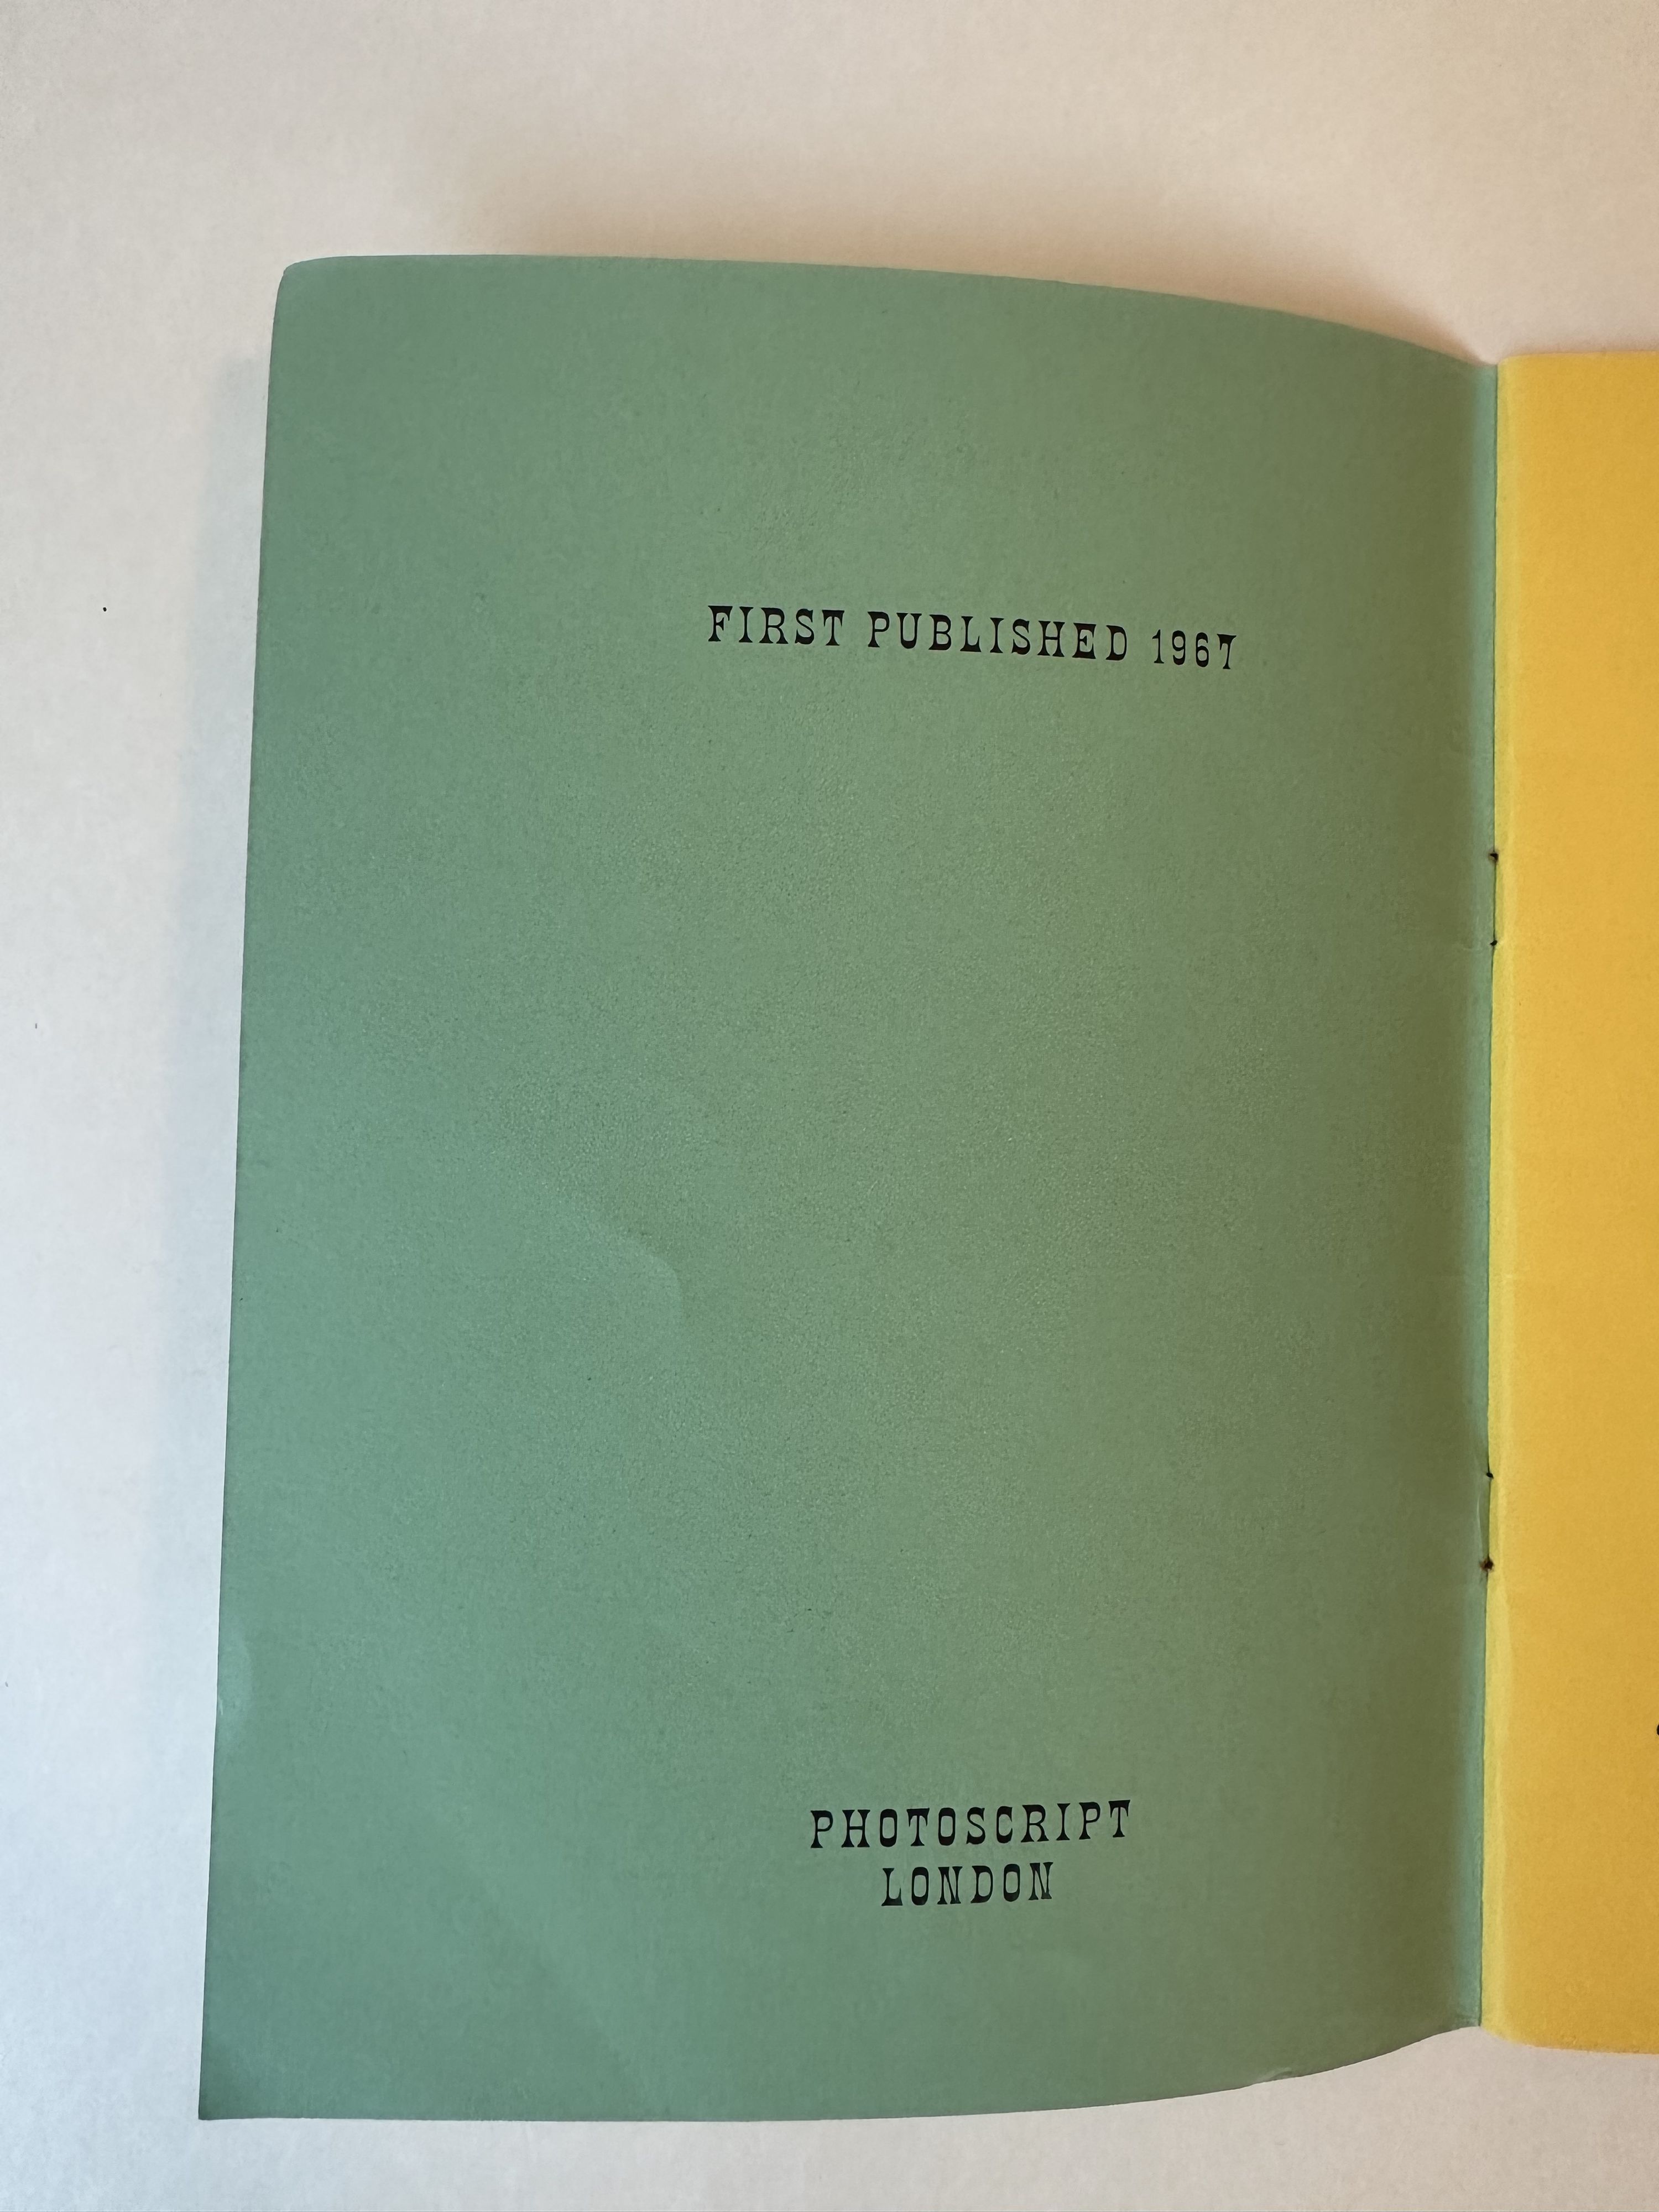 FIRST PUBLISHED 1967
PHOTOSCRIPT
LONDON